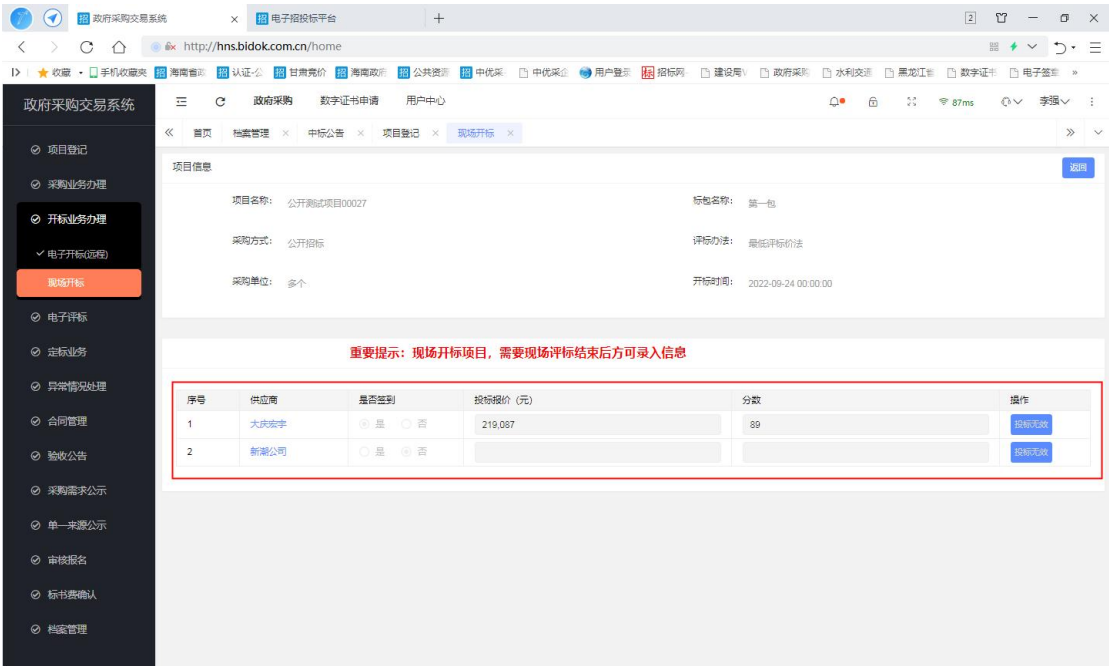 招 政府采购交易系统 × 招 电子招投标平台 + 2
http://hns.bidok.com.cn/home
收藏 手机收藏夹 招 海南省政 招 认证-公 招 甘肃竞价 招 海南政府 招 公共资源 招 中优采 中优采企 用户登录 标 招标网 建设局 政府采购 水利交通 黑龙江省 数字证书 电子签章 »
政府采购交易系统 政府采购 数字证书申请 用户中心 87ms 李强
首页 档案管理 × 中标公告 × 项目登记 × 现场开标 ×
项目登记
采购业务办理
开标业务办理
电子开标(远程)
现场开标
电子评标
定标业务
异常情况处理
合同管理
验收公告
采购需求公示
单一来源公示
审核报名
标书费确认
档案管理
项目信息 返回
项目名称: 公开测试项目00027 标包名称: 第一包
采购方式: 公开招标 评标办法: 最低评标价法
采购单位: 多个 开标时间: 2022-09-24 00:00:00
重要提示：现场开标项目，需要现场评标结束后方可录入信息
序号 供应商 是否签到 投标报价（元） 分数 操作
1 大庆宏宇 是 否 219,087 89 投标无效
2 新潮公司 是 否 投标无效